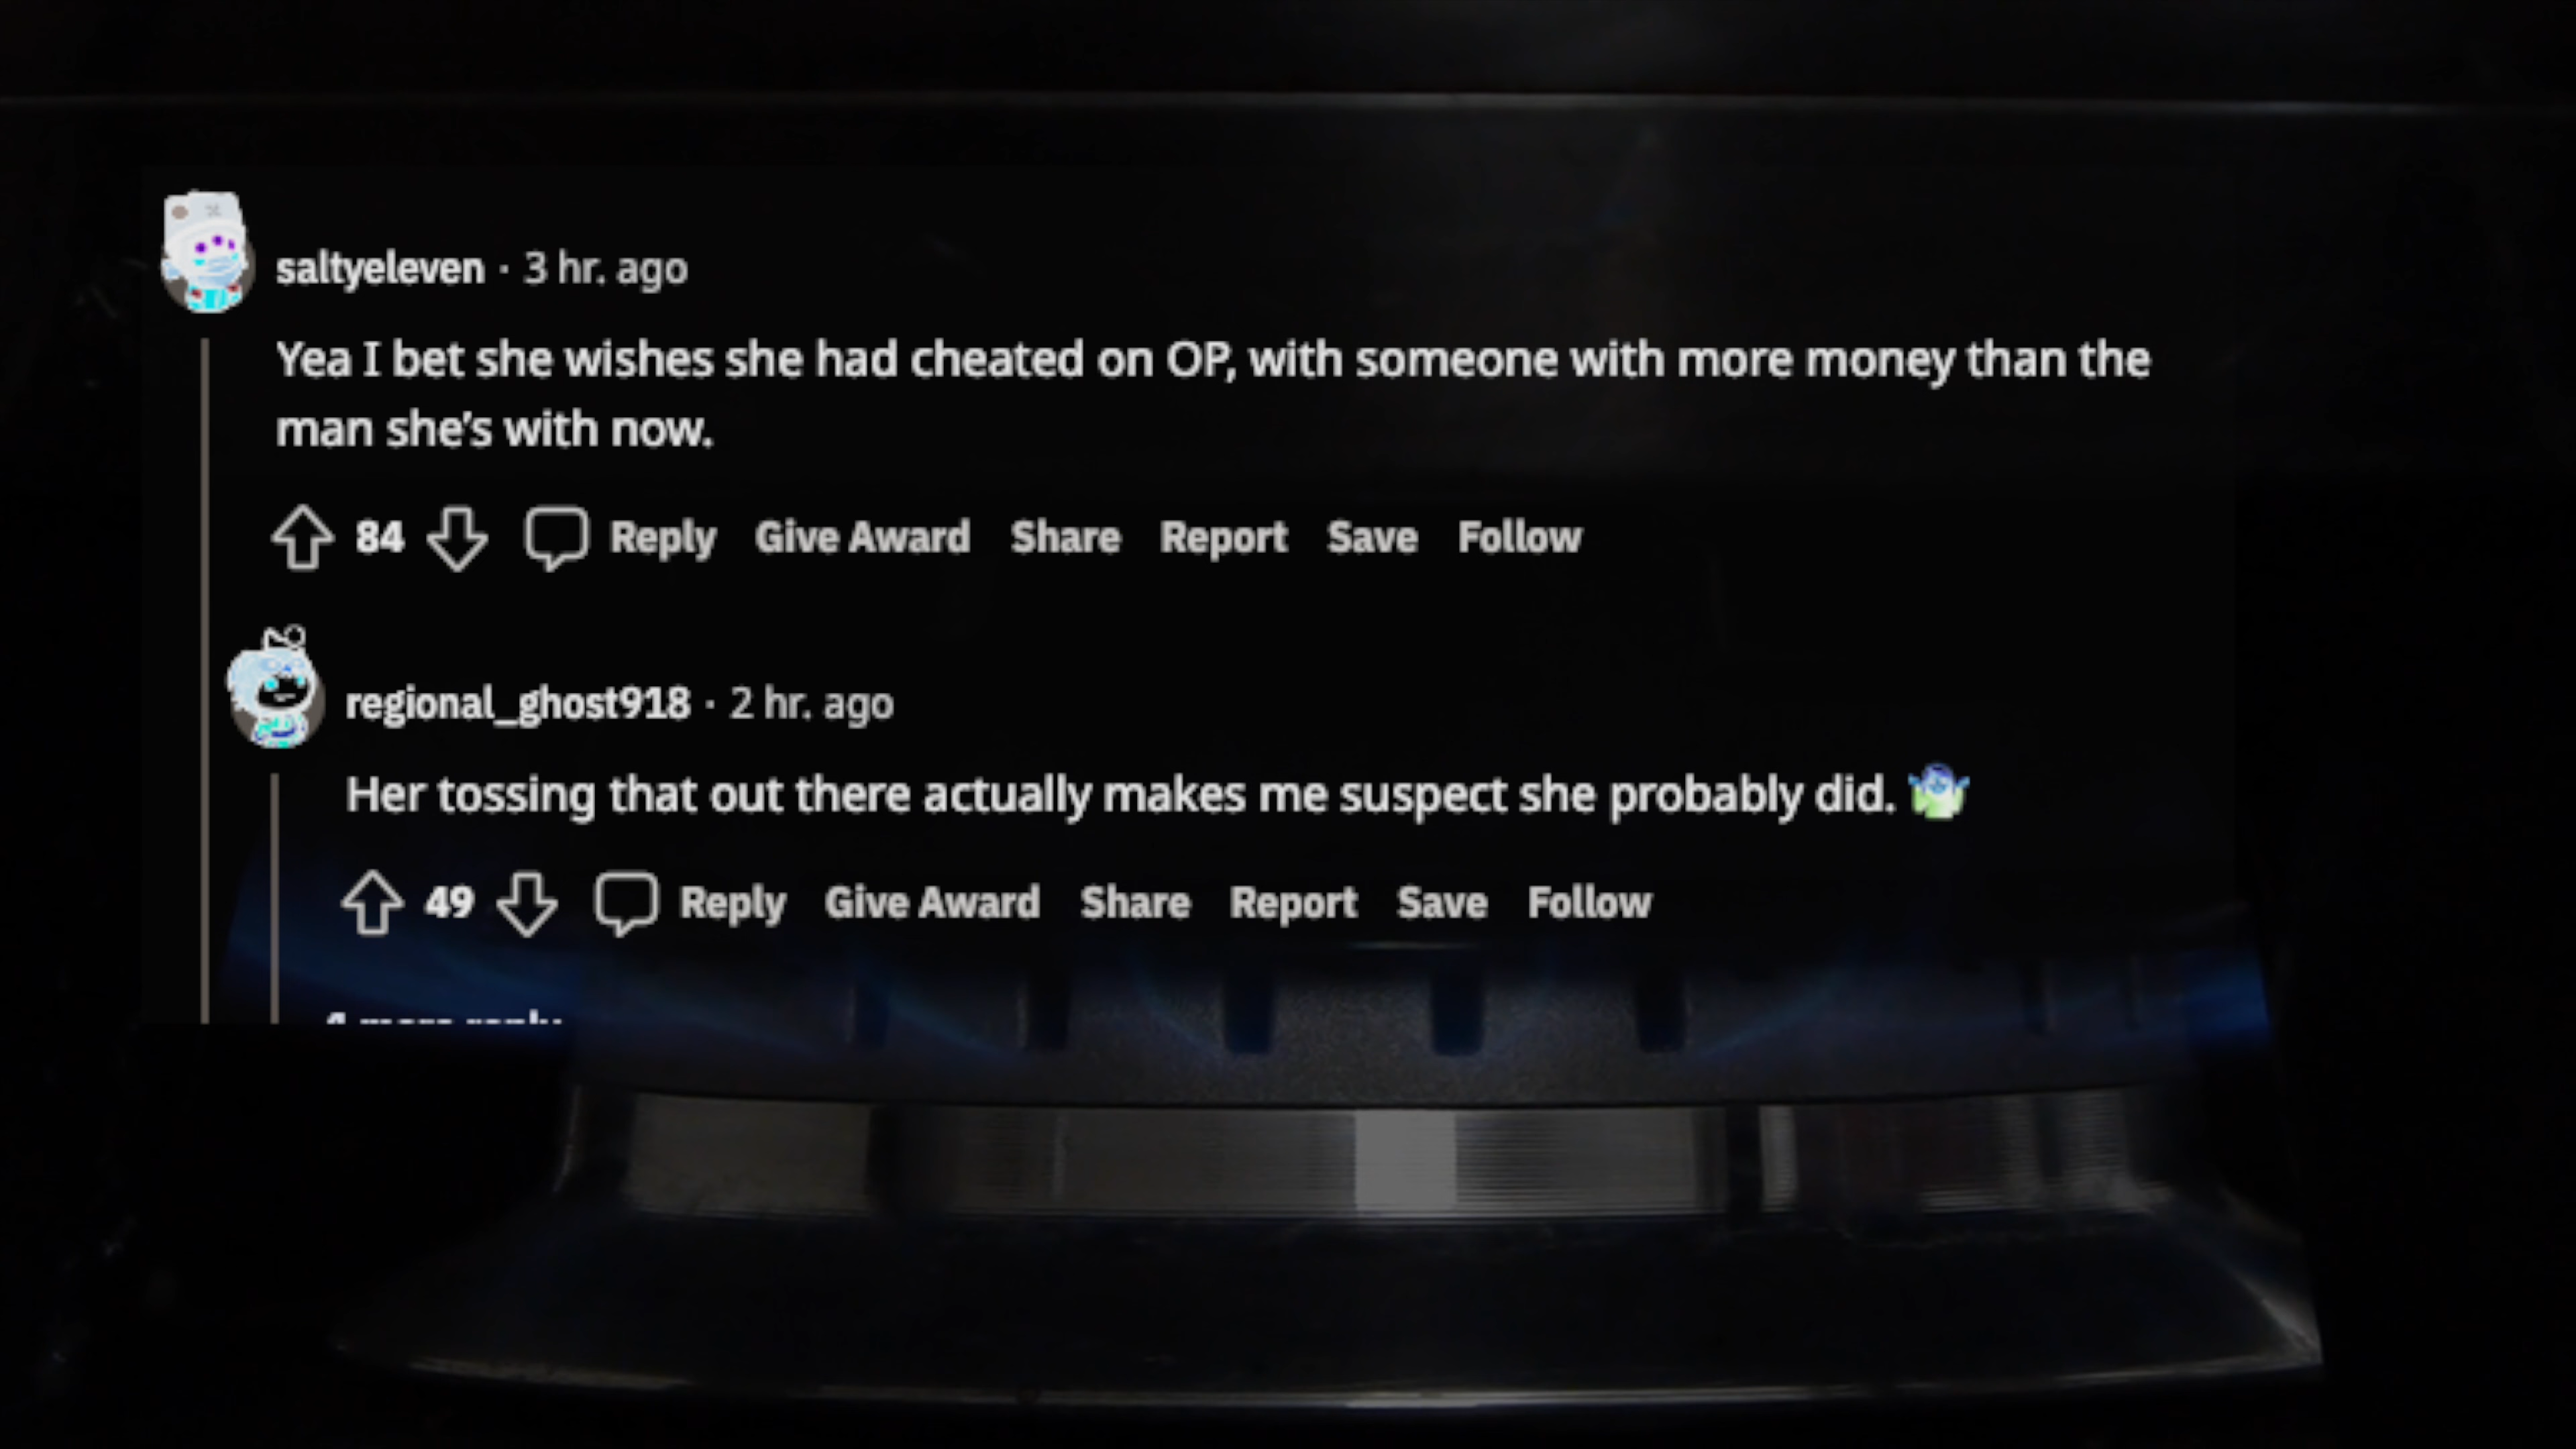 saltyeleven · 3 hr. ago
Yea I bet she wishes she had cheated on OP, with someone with more money than the
man she's with now.
84 Reply Give Award Share Report Save Follow
regional_ghost918 · 2 hr. ago
Her tossing that out there actually makes me suspect she probably did. 🤷‍♀️
49 Reply Give Award Share Report Save Follow
more reply